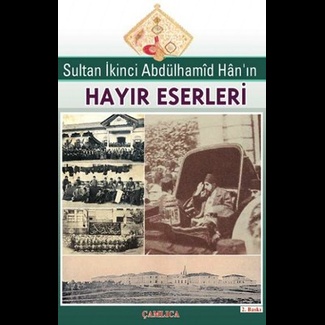 Sultan İkinci Abdülhamîd Hân'ın
HAYIR ESERLERİ
2. Baskı
ÇAMLICA